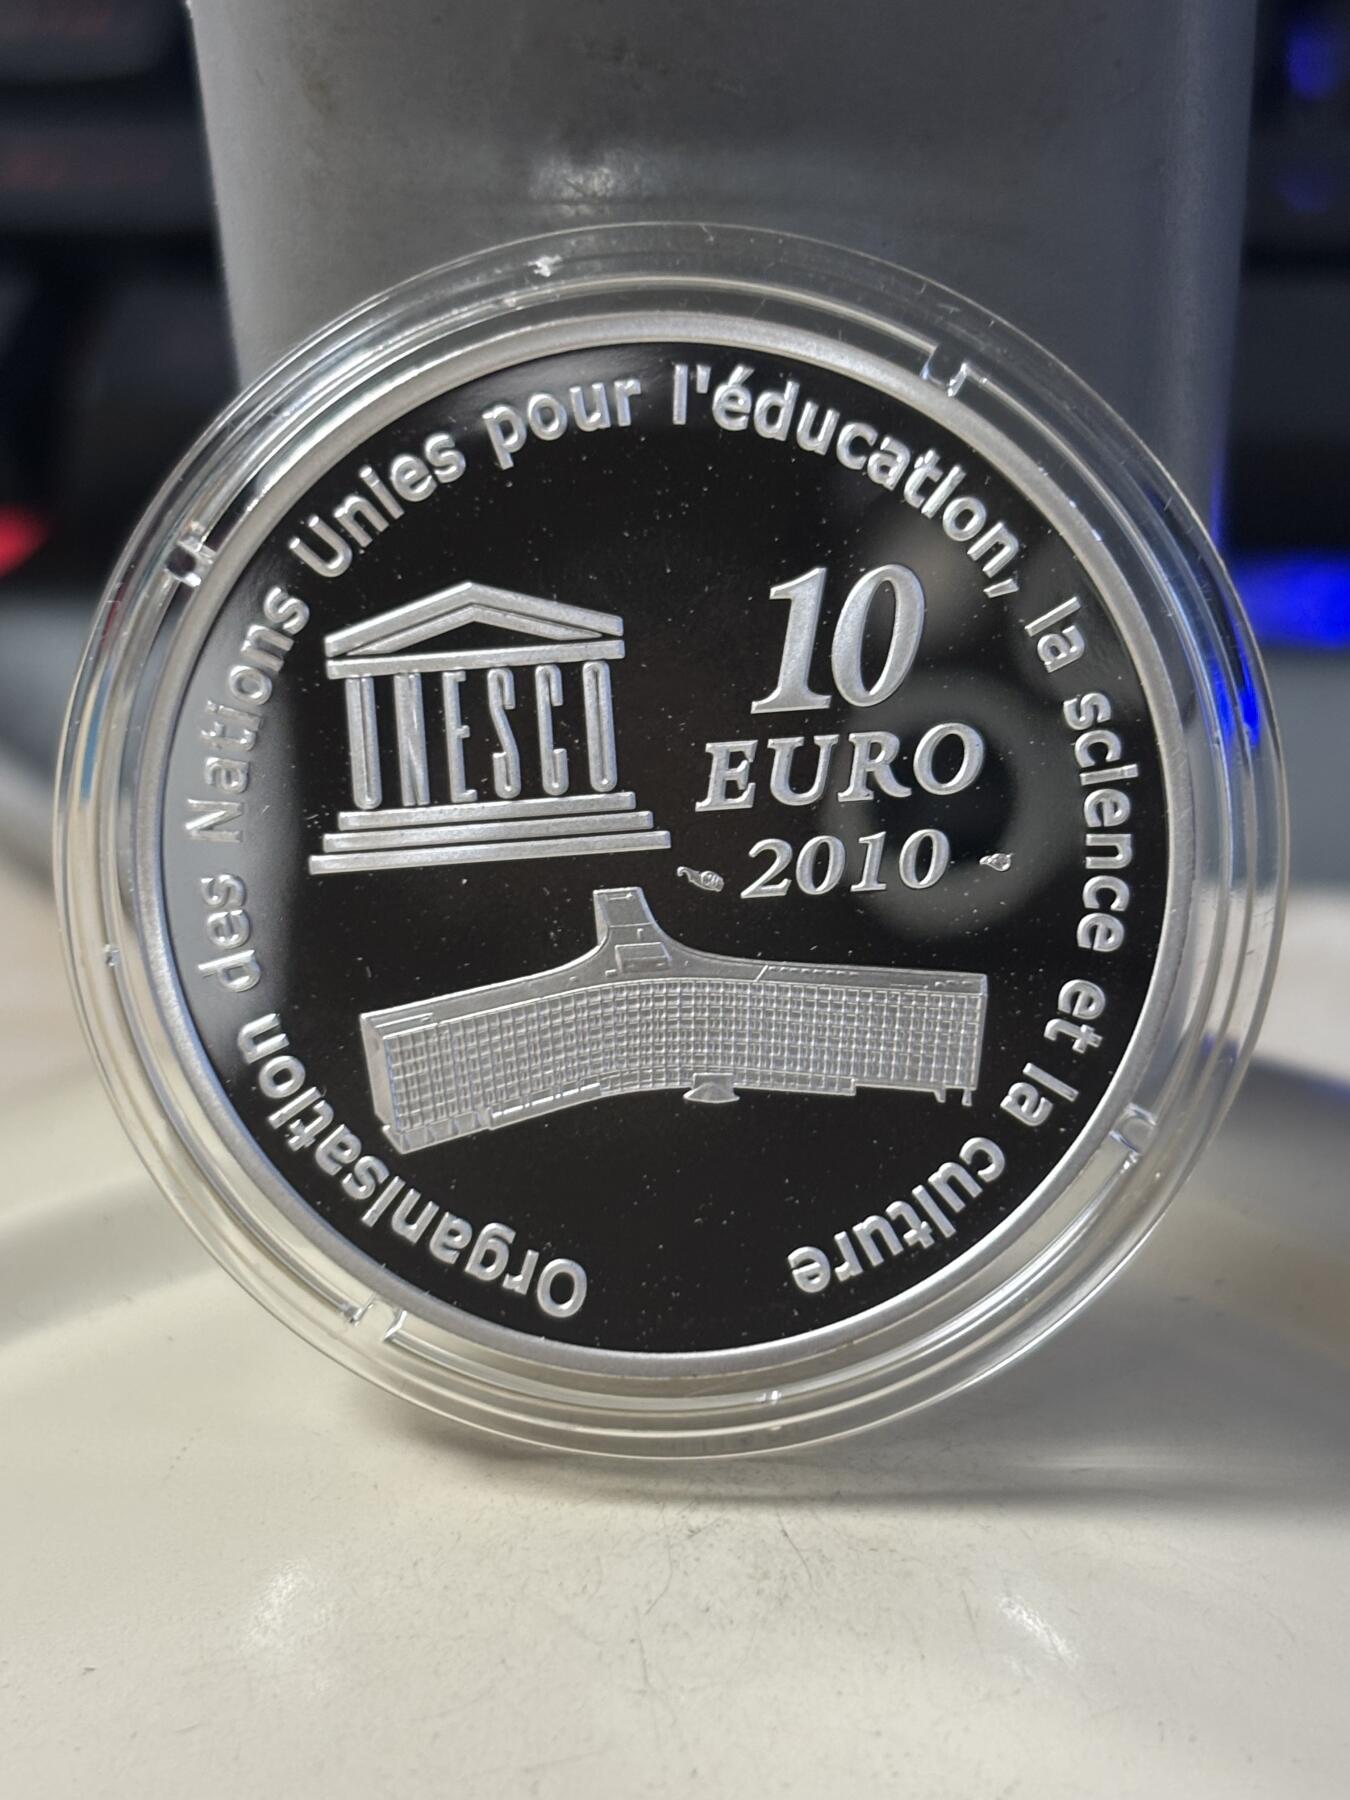 Organisation des Nations Unies pour l'éducation, la science et la culture
UNESCO
10
EURO
2010